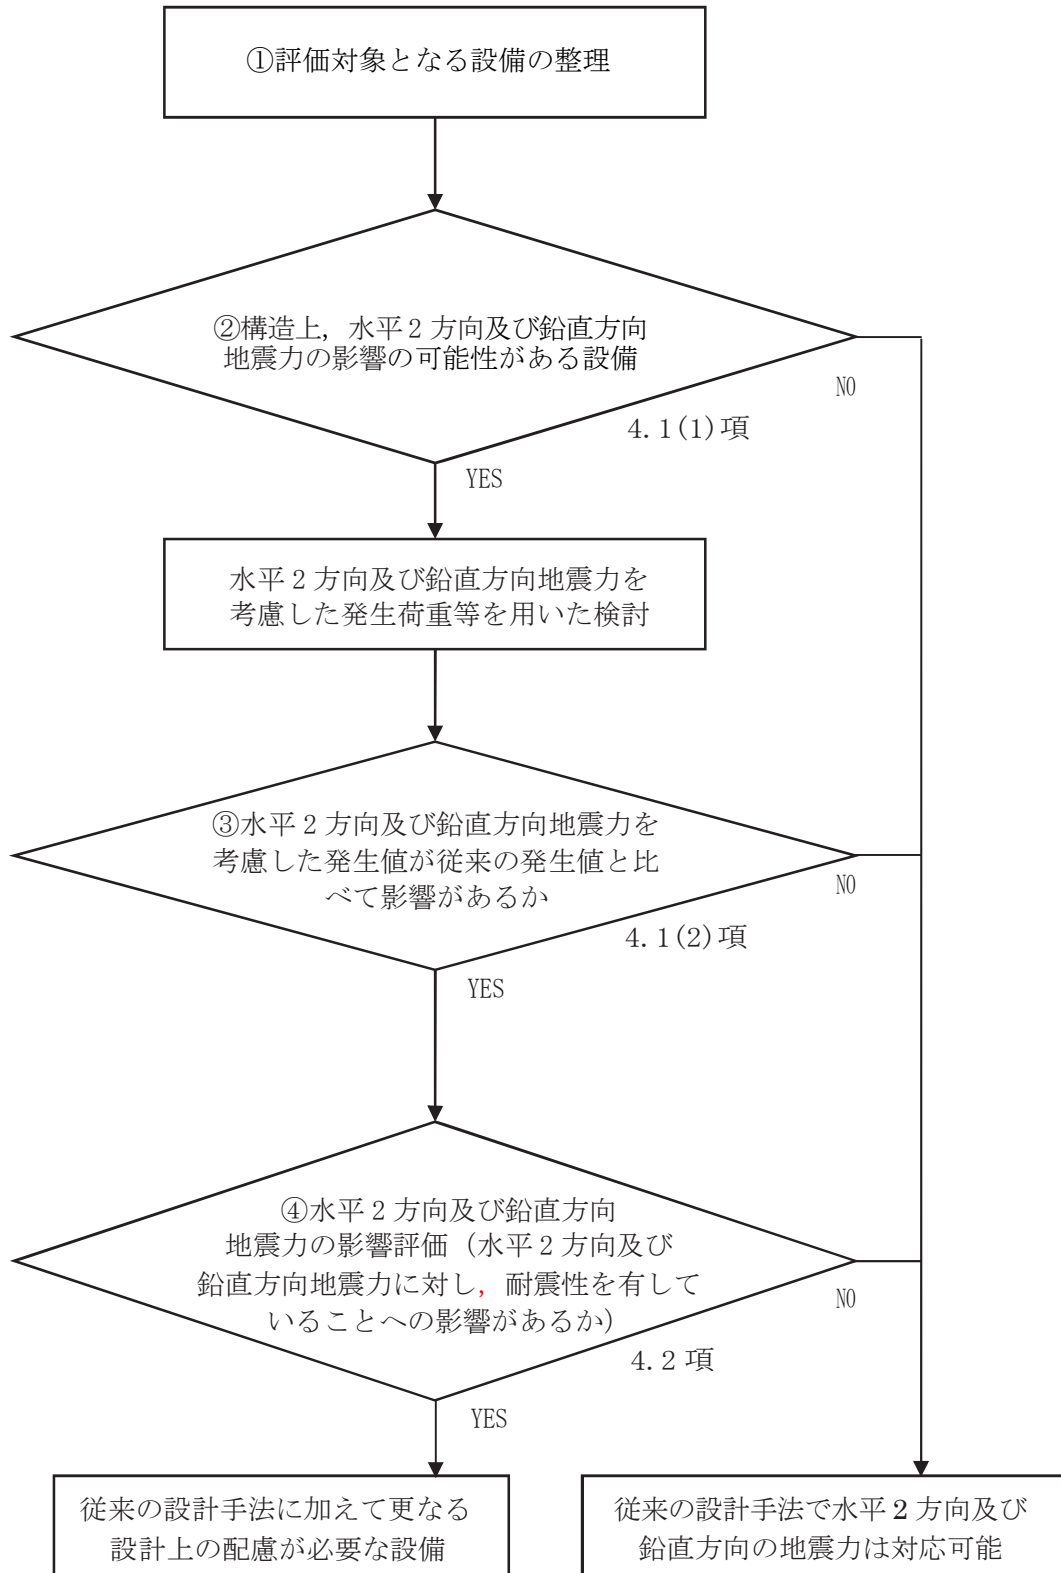 ①評価対象となる設備の整理
②構造上，水平２方向及び鉛直方向
地震力の影響の可能性がある設備
NO
4.1(1)項
YES
水平２方向及び鉛直方向地震力を
考慮した発生荷重等を用いた検討
③水平２方向及び鉛直方向地震力を
考慮した発生値が従来の発生値と比
べて影響があるか
NO
4.1(2)項
YES
④水平２方向及び鉛直方向
地震力の影響評価（水平２方向及び
鉛直方向地震力に対し，耐震性を有して
いることへの影響があるか）
NO
4.2項
YES
従来の設計手法に加えて更なる
設計上の配慮が必要な設備
従来の設計手法で水平２方向及び
鉛直方向の地震力は対応可能